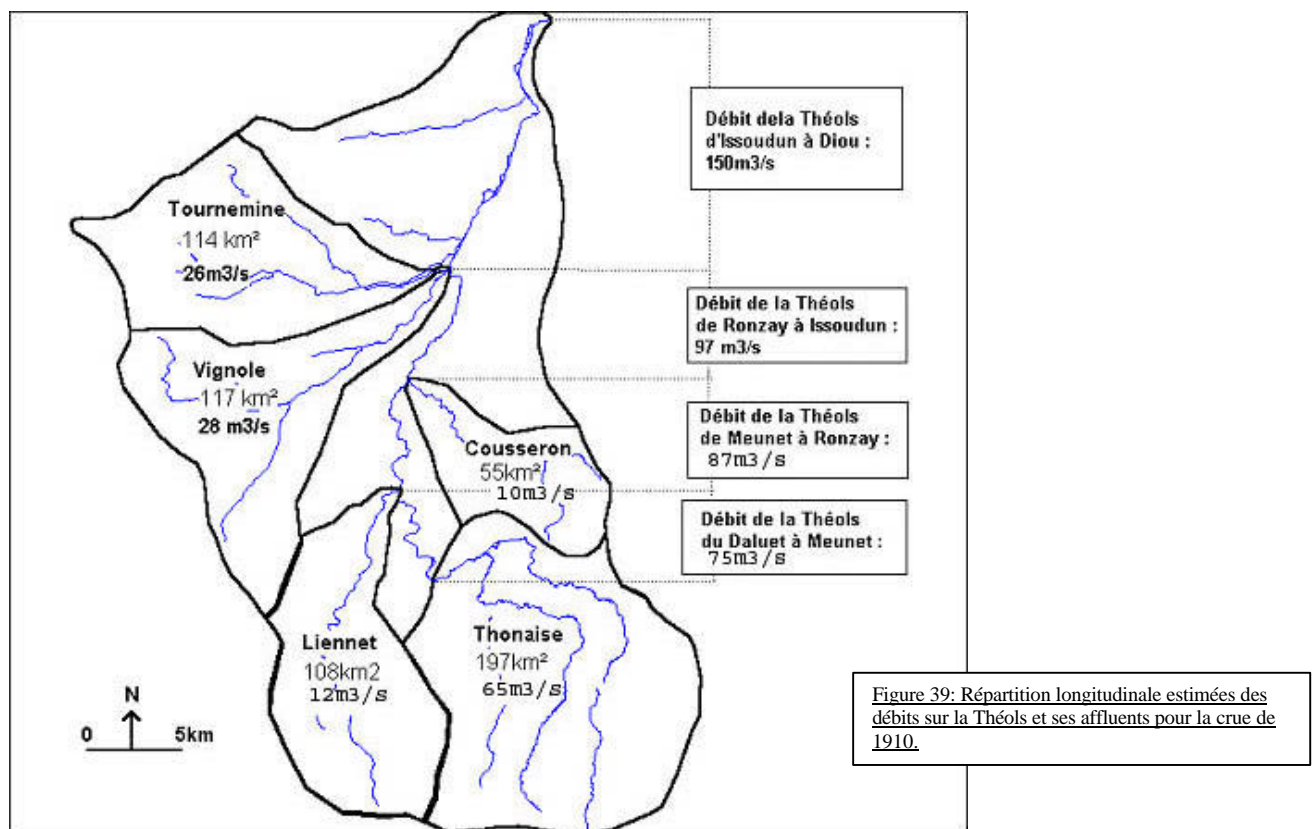 Débit dela Théols
d'Issoudun à Diou :
150m3/s
Tournemine
114 km²
26m3/s
Débit de la Théols
de Ronzay à Issoudun :
97 m3/s
Vignole
117 km²
28 m3/s
Débit de la Théols
de Meunet à Ronzay :
87m3/s
Cousseron
55km²
10m3/s
Débit de la Théols
du Daluet à Meunet :
75m3/s
Liennet
108km2
12m3/s
Thonaise
197km²
65m3/s
N
0 5km
Figure 39: Répartition longitudinale estimées des
débits sur la Théols et ses affluents pour la crue de
1910.